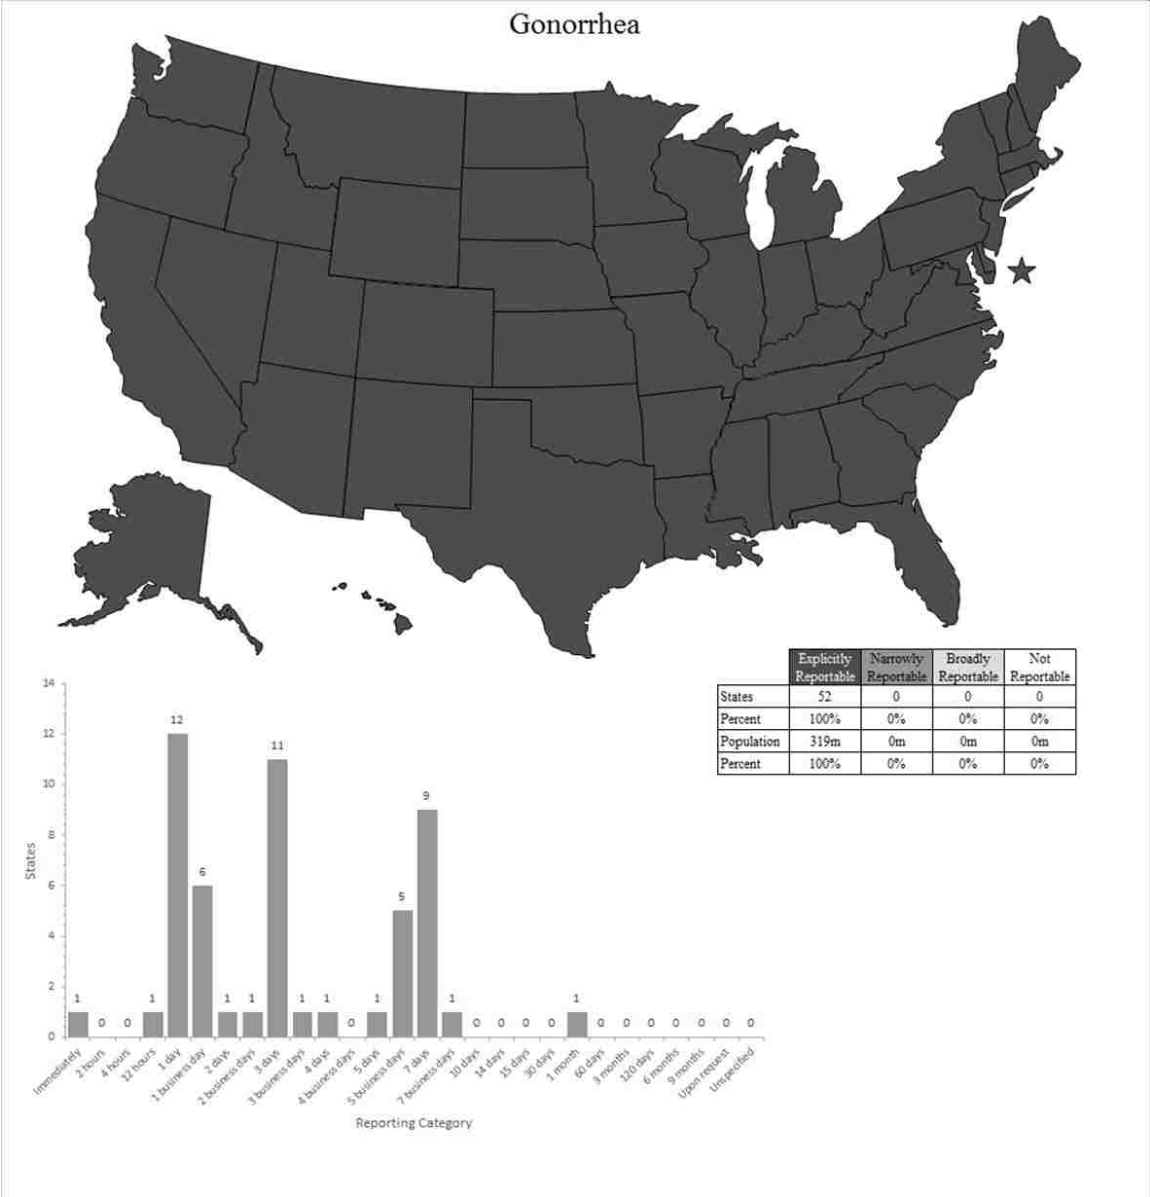 Gonorrhea
Explicitly Reportable Narrowly Reportable Broadly Reportable Not Reportable
States 52 0 0 0
Percent 100% 0% 0% 0%
Population 319m 0m 0m 0m
Percent 100% 0% 0% 0%
14
12
10
8
6
4
2
0
States
1 0 0 1 12 6 1 1 11 1 1 0 1 5 9 1 0 0 0 0 1 0 0 0 0 0 0 0
Immediately
2 hours
4 hours
12 hours
1 day
1 business day
2 days
2 business days
3 days
3 business days
4 days
4 business days
5 days
5 business days
7 days
7 business days
10 days
14 days
15 days
30 days
1 month
60 days
3 months
120 days
6 months
9 months
Upon request
Unspecified
Reporting Category